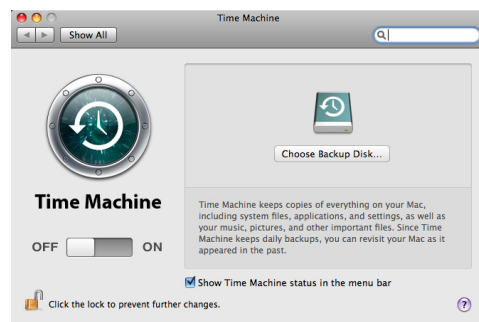 Time Machine
Show All
Choose Backup Disk...
Time Machine
Time Machine keeps copies of everything on your Mac,
including system files, applications, and settings, as well as
your music, pictures, and other important files. Since Time
Machine keeps daily backups, you can revisit your Mac as it
appeared in the past.
OFF ON
Show Time Machine status in the menu bar
Click the lock to prevent further changes.
?